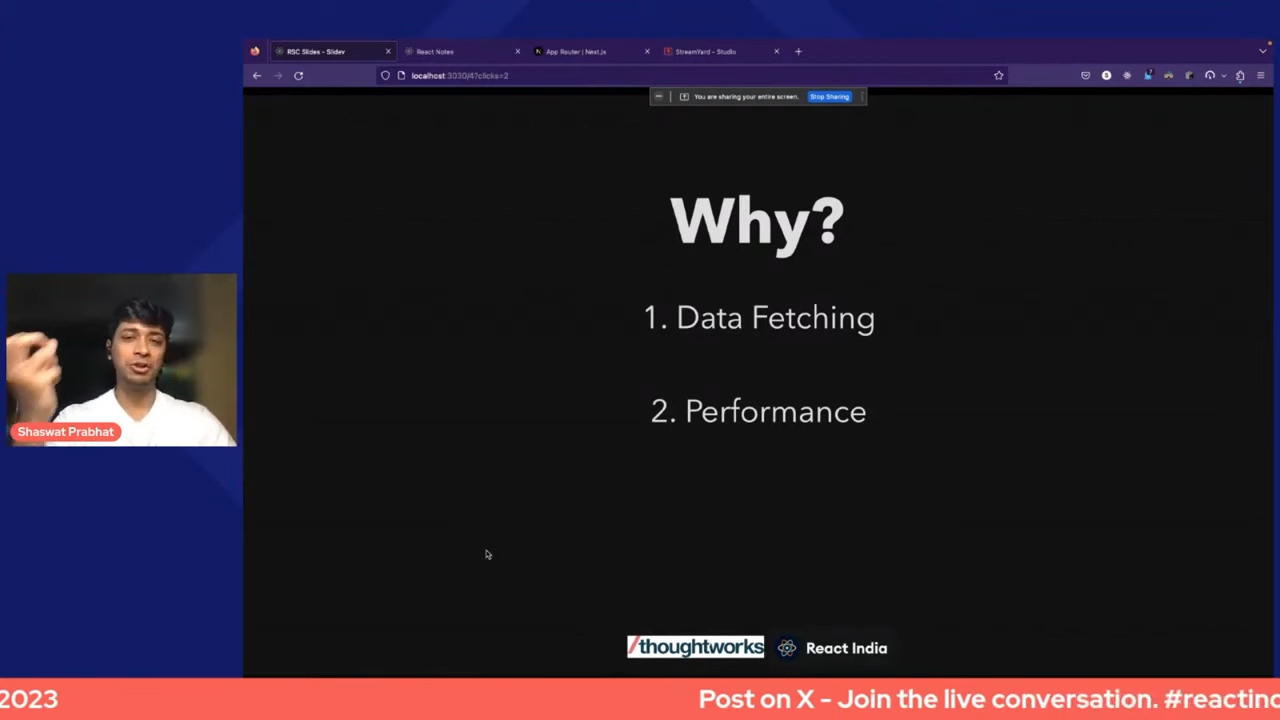 RSC Slides - Slidev
React Notes
App Router | Next.js
StreamYard - Studio
localhost:3030/4?clicks=2
You are sharing your entire screen.
Stop Sharing
Why?
1. Data Fetching
2. Performance
Shaswat Prabhat
/thoughtworks
React India
2023
Post on X - Join the live conversation. #reactinc